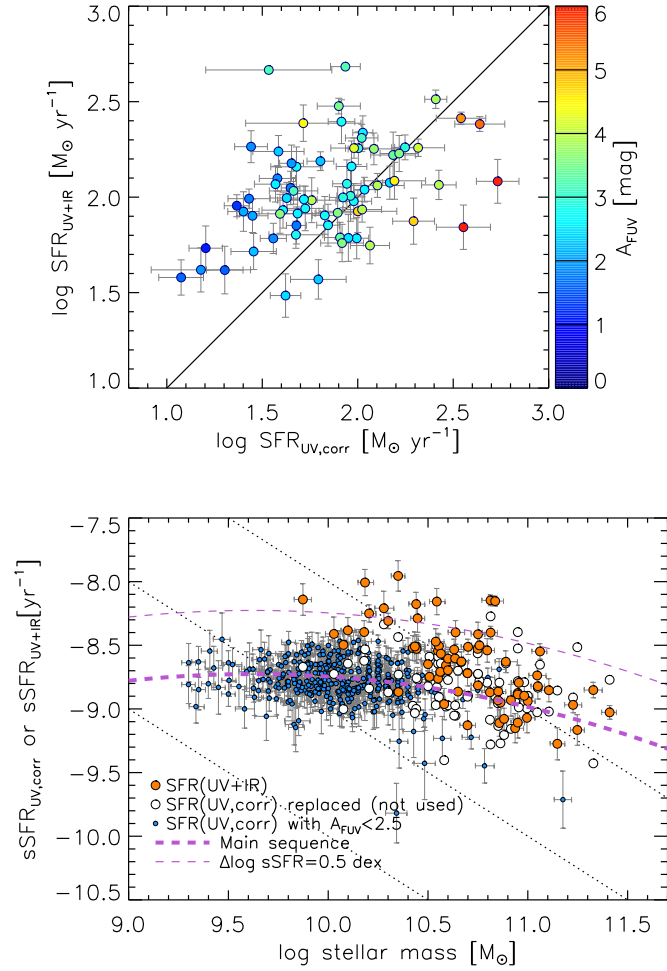 log SFR_UV+IR [M⊙ yr⁻¹]
3.0
2.5
2.0
1.5
1.0
1.0 1.5 2.0 2.5 3.0
log SFR_UV,corr [M⊙ yr⁻¹]
6
5
4
3
2
1
0
A_FUV [mag]
sSFR_UV,corr or sSFR_UV+IR[yr⁻¹]
−7.5
−8.0
−8.5
−9.0
−9.5
−10.0
−10.5
SFR(UV+IR)
SFR(UV,corr) replaced (not used)
SFR(UV,corr) with A_FUV<2.5
Main sequence
Δlog sSFR=0.5 dex
9.0 9.5 10.0 10.5 11.0 11.5
log stellar mass [M⊙]